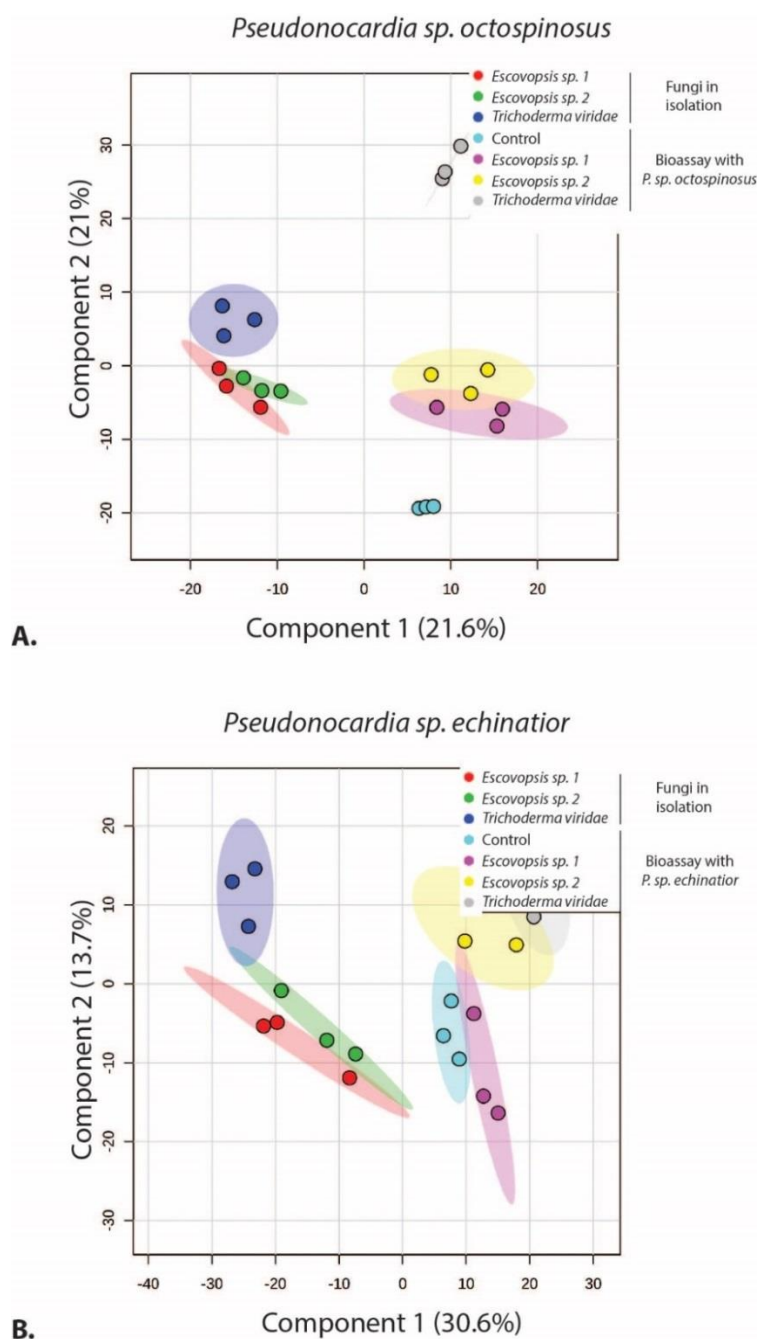 Pseudonocardia sp. octospinosus
Escovopsis sp. 1
Escovopsis sp. 2
Trichoderma viridae
Control
Escovopsis sp. 1
Escovopsis sp. 2
Trichoderma viridae
Fungi in
isolation
Bioassay with
P. sp. octospinosus
Component 2 (21%)
30
20
10
0
-10
-20
-20
-10
0
10
20
Component 1 (21.6%)
A.
Pseudonocardia sp. echinatior
Escovopsis sp. 1
Escovopsis sp. 2
Trichoderma viridae
Control
Escovopsis sp. 1
Escovopsis sp. 2
Trichoderma viridae
Fungi in
isolation
Bioassay with
P. sp. echinatior
Component 2 (13.7%)
20
10
0
-10
-20
-30
-40
-30
-20
-10
0
10
20
30
Component 1 (30.6%)
B.